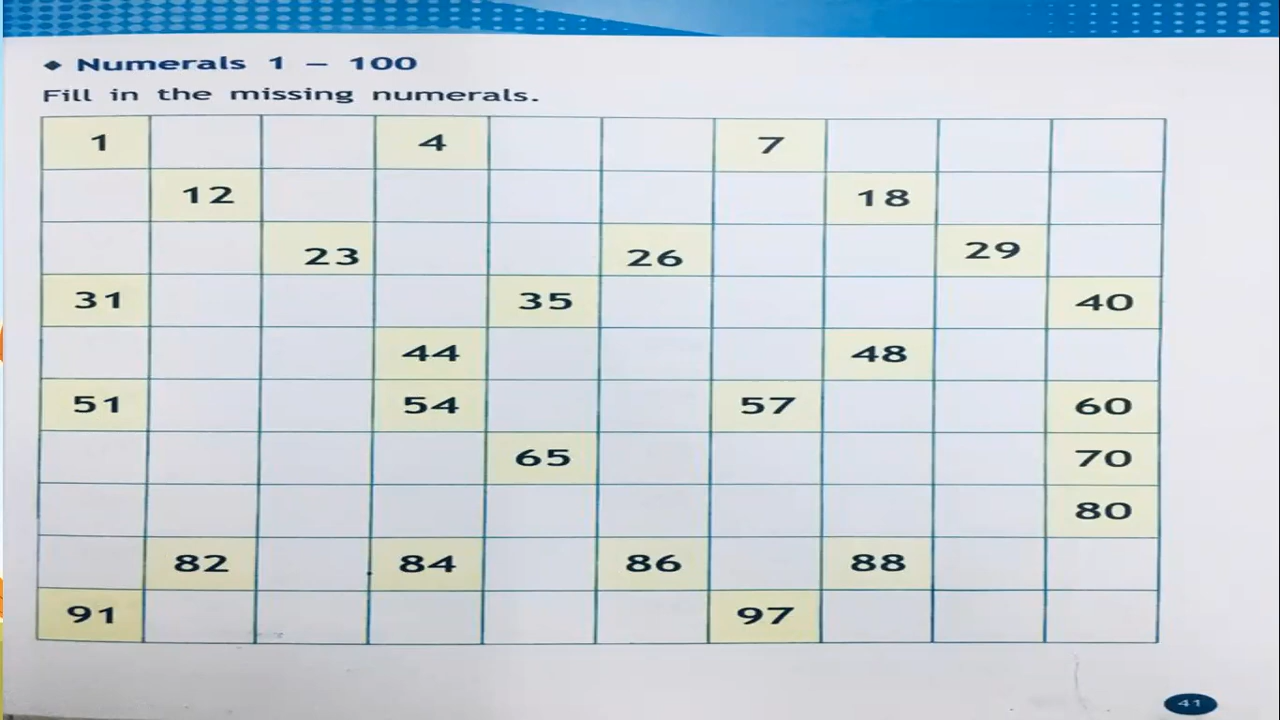 ◆ Numerals 1 – 100
Fill in the missing numerals.
1 4 7
12 18
23 26 29
31 35 40
44 48
51 54 57 60
65 70
80
82 84 86 88
91 97
41